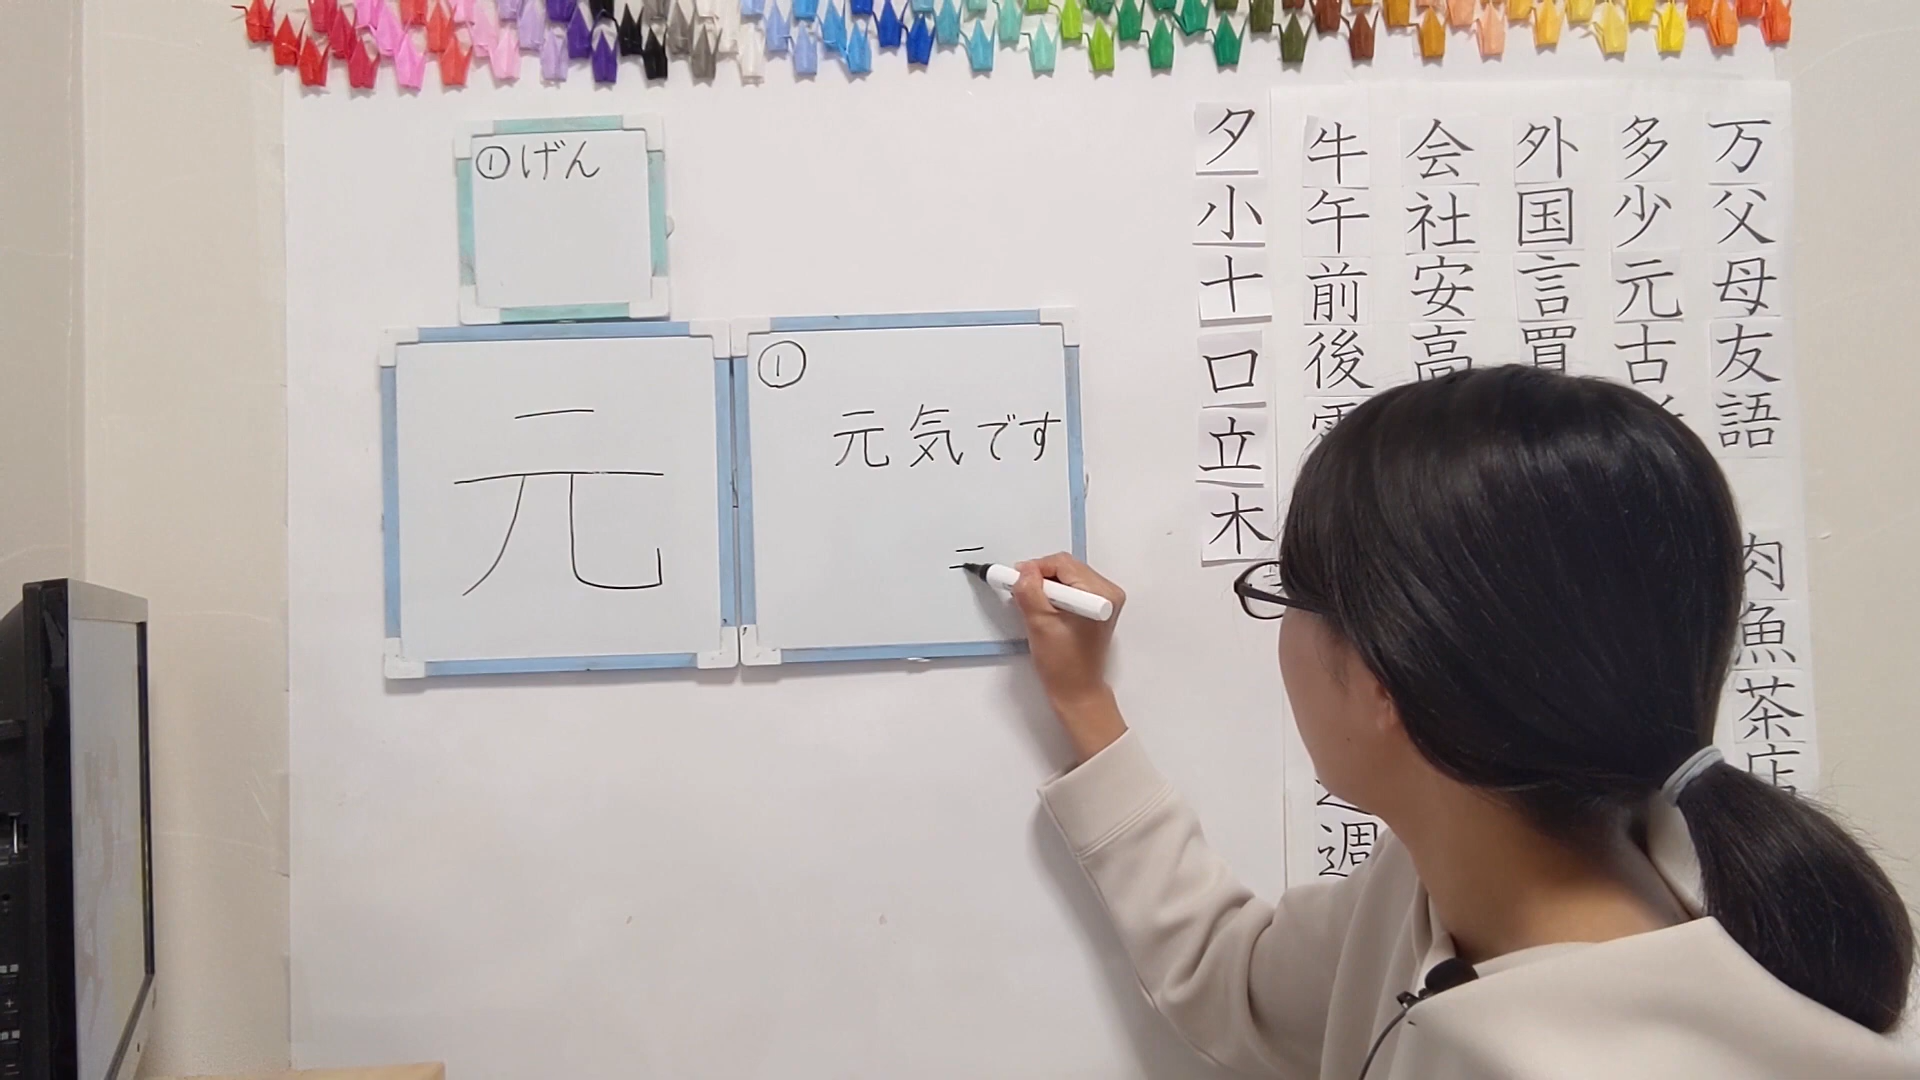 ①げん
元
①
元気です
夕小十口立木
牛午前後
週
会社安高
外国言買
多少元古
万父母友語
肉魚茶店